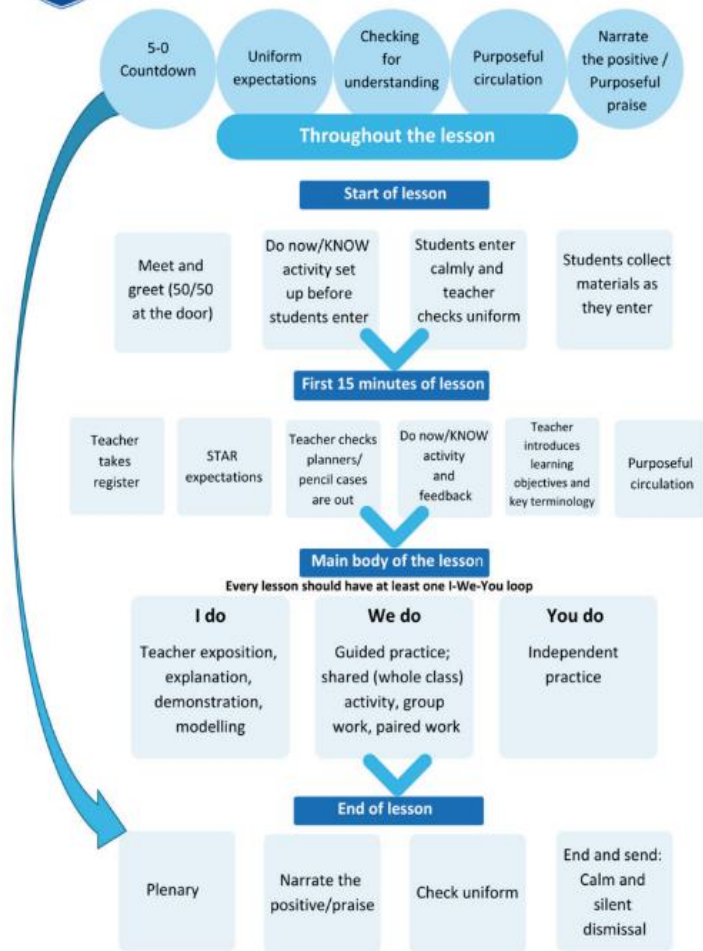 5-0
Countdown
Uniform
expectations
Checking
for
understanding
Purposeful
circulation
Narrate
the positive /
Purposeful
praise
Throughout the lesson
Start of lesson
Meet and
greet (50/50
at the door)
Do now/KNOW
activity set
up before
students enter
Students enter
calmly and
teacher
checks uniform
Students collect
materials as
they enter
First 15 minutes of lesson
Teacher
takes
register
STAR
expectations
Teacher checks
planners/
pencil cases
are out
Do now/KNOW
activity
and
feedback
Teacher
introduces
learning
objectives and
key terminology
Purposeful
circulation
Main body of the lesson
Every lesson should have at least one I-We-You loop
I do
Teacher exposition,
explanation,
demonstration,
modelling
We do
Guided practice;
shared (whole class)
activity, group
work, paired work
You do
Independent
practice
End of lesson
Plenary
Narrate the
positive/praise
Check uniform
End and send:
Calm and
silent
dismissal